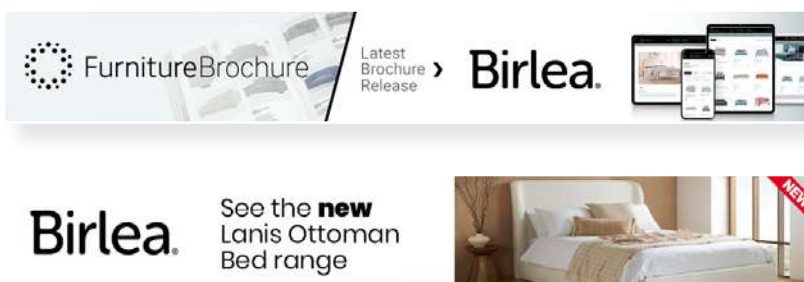 FurnitureBrochure
Latest
Brochure
Release
Birlea.
Birlea
See the new
Lanis Ottoman
Bed range
NEW